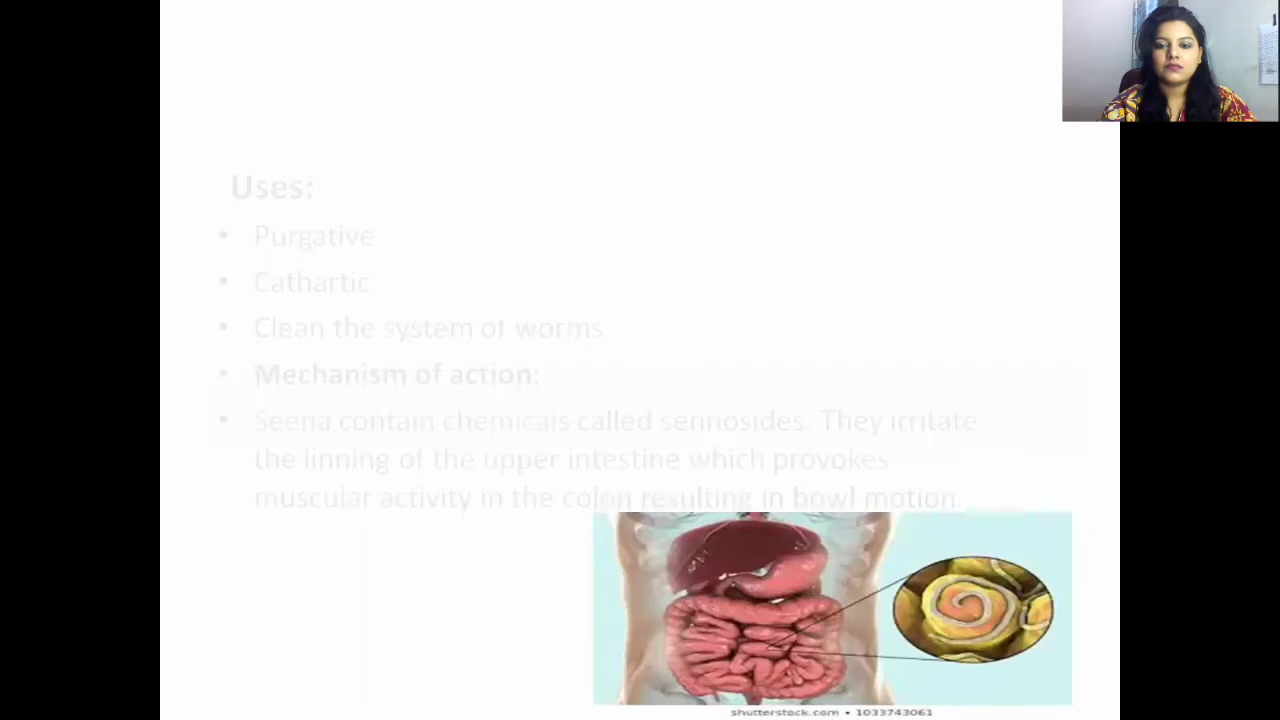 Uses:
• Purgative
• Cathartic
• Clean the system of worms
• Mechanism of action:
• Seena contain chemicals called sennosides. They irritate
the linning of the upper intestine which provokes
muscular activity in the colon resulting in bowl motion.
shutterstock.com • 1033743061